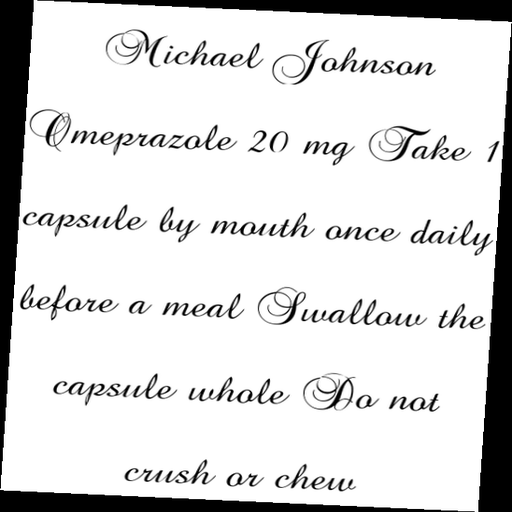 Michael Johnson
Omeprazole 20 mg Take 1
capsule by mouth once daily
before a meal Swallow the
capsule whole Do not
crush or chew